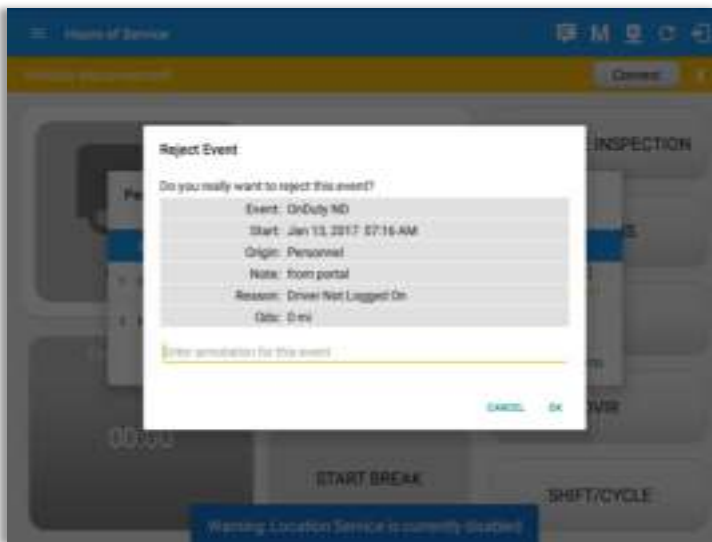 Hours of Service
M
Connect
INSPECTION
Reject Event
Do you really want to reject this event?
Event: OnDuty ND
Start: Jan 13, 2017 07:16 AM
Origin: Personnel
Note: from portal
Reason: Driver Not Logged On
Odo: 0 mi
Enter annotation for this event
CANCEL OK
START BREAK
SHIFT/CYCLE
Warning: Location Service is currently disabled